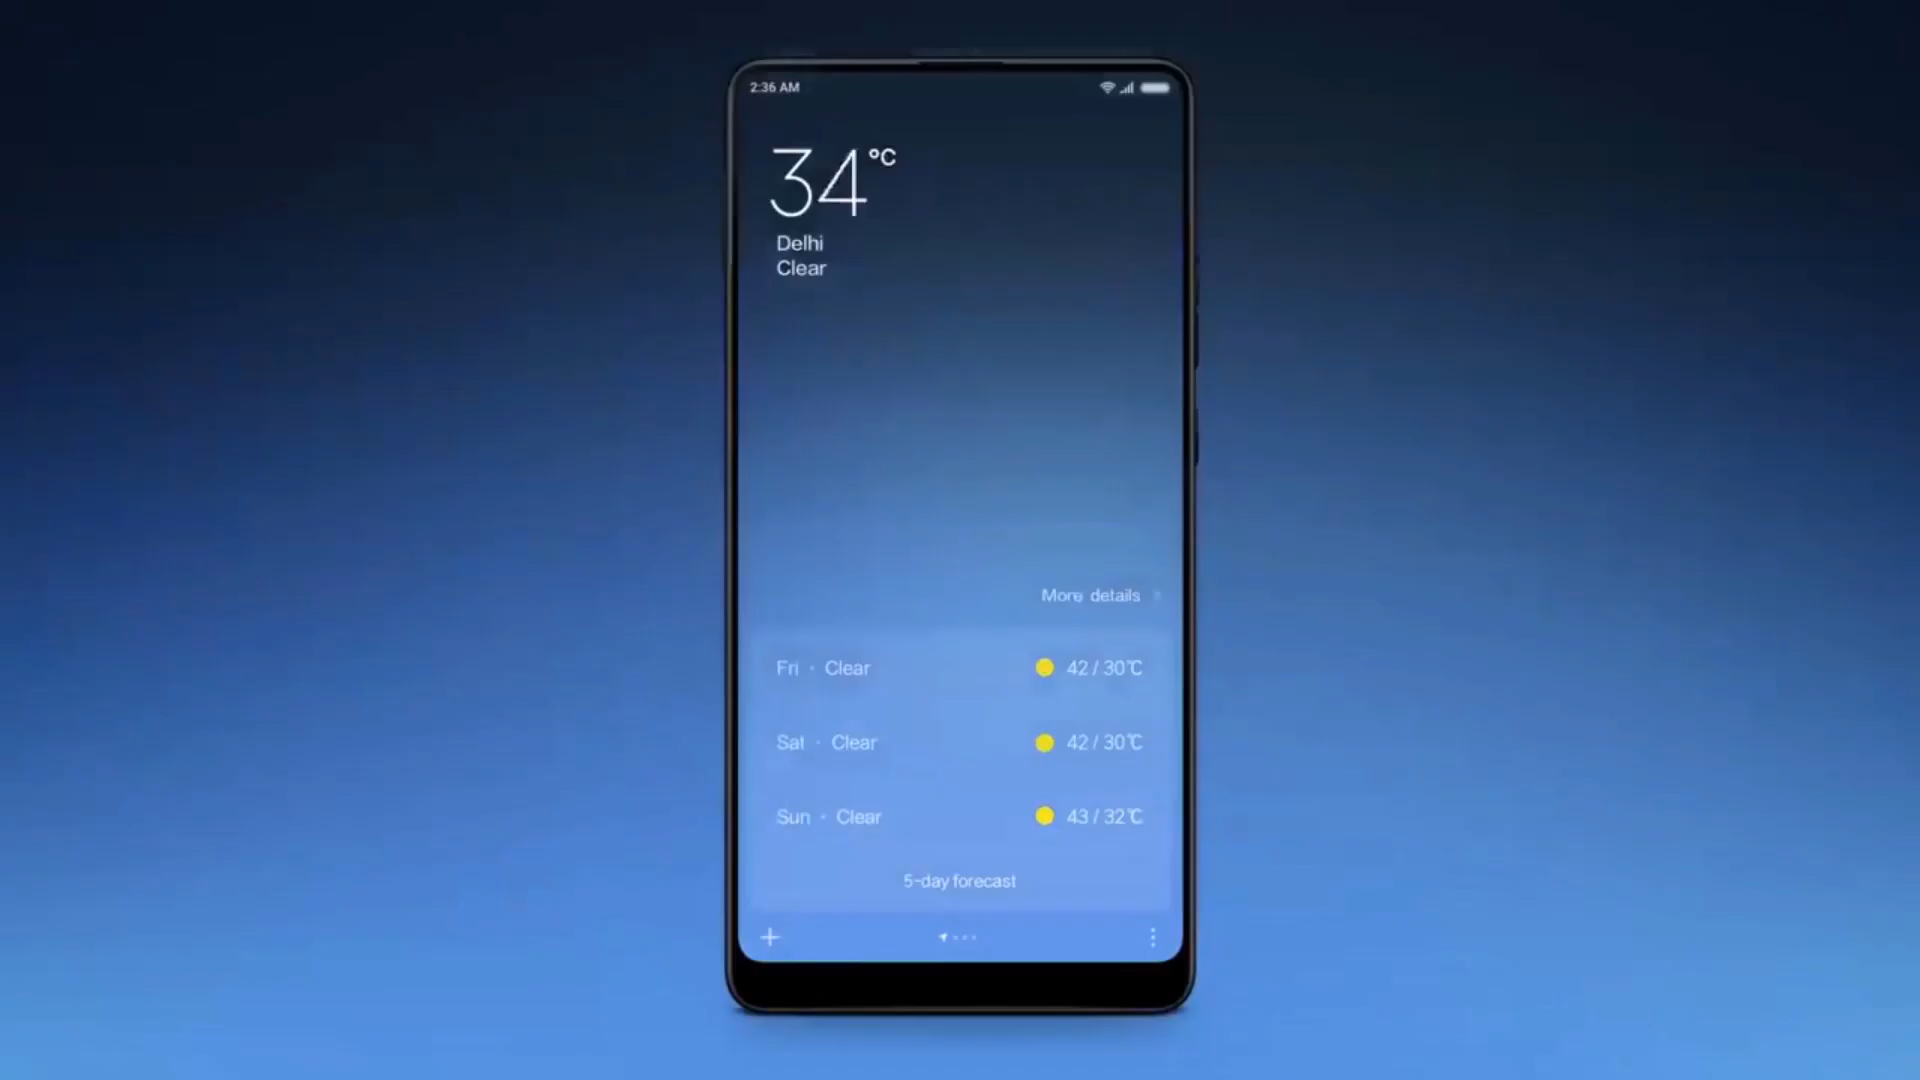 2:36 AM
34°C
Delhi
Clear
More details
Fri · Clear 42 / 30℃
Sat · Clear 42 / 30℃
Sun · Clear 43 / 32℃
5-day forecast